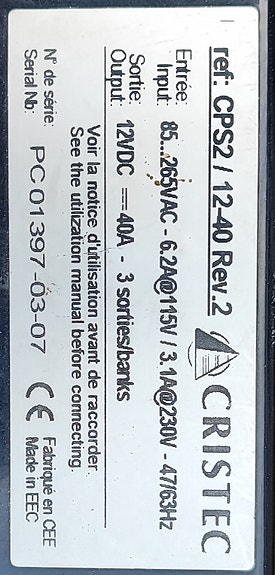 ref: CPS2 / 12-40 Rev.2
CRISTEC
Entrée:
Input:
85...265VAC - 6.2A@115V / 3.1A@230V - 47/63Hz
Sortie:
Output:
12VDC ⎓ 40A - 3 sorties/banks
Voir la notice d'utilisation avant de raccorder.
See the utilization manual before connecting.
N° de série:
Serial Nb:
PC01397-03-07
CE
Fabriqué en CEE
Made in EEC